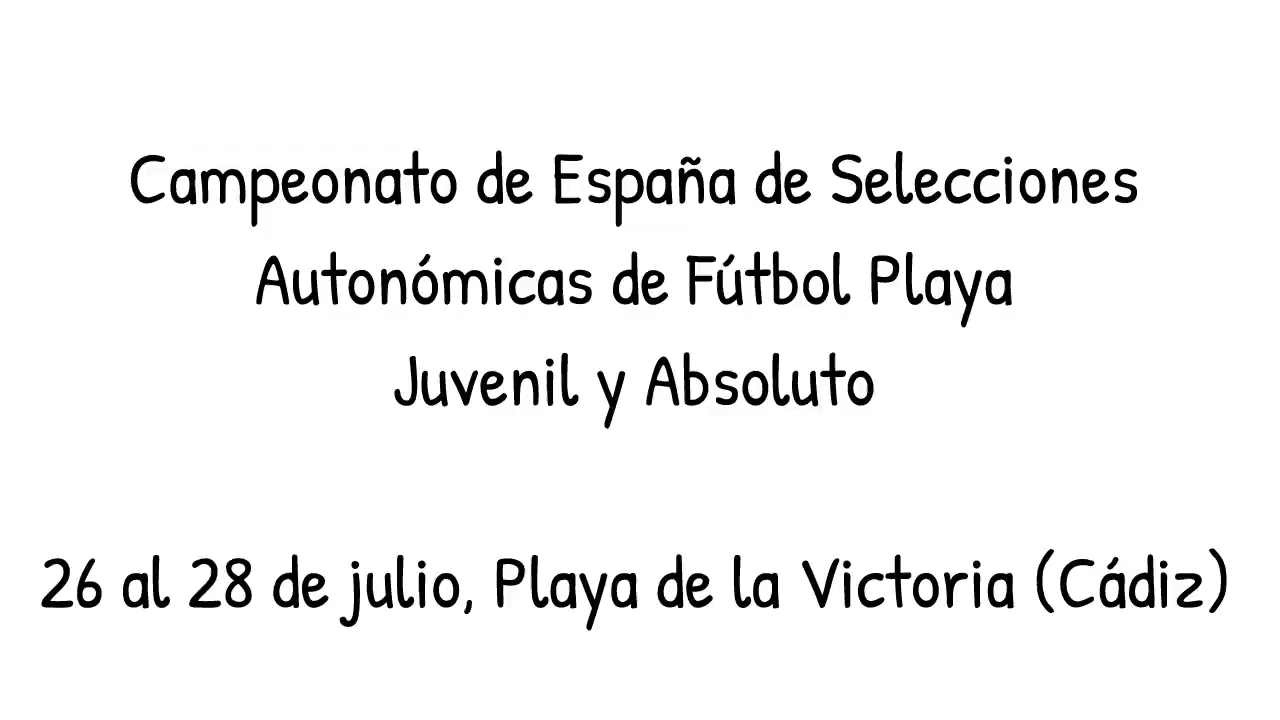 Campeonato de España de Selecciones
Autonómicas de Fútbol Playa
Juvenil y Absoluto
26 al 28 de julio, Playa de la Victoria (Cádiz)